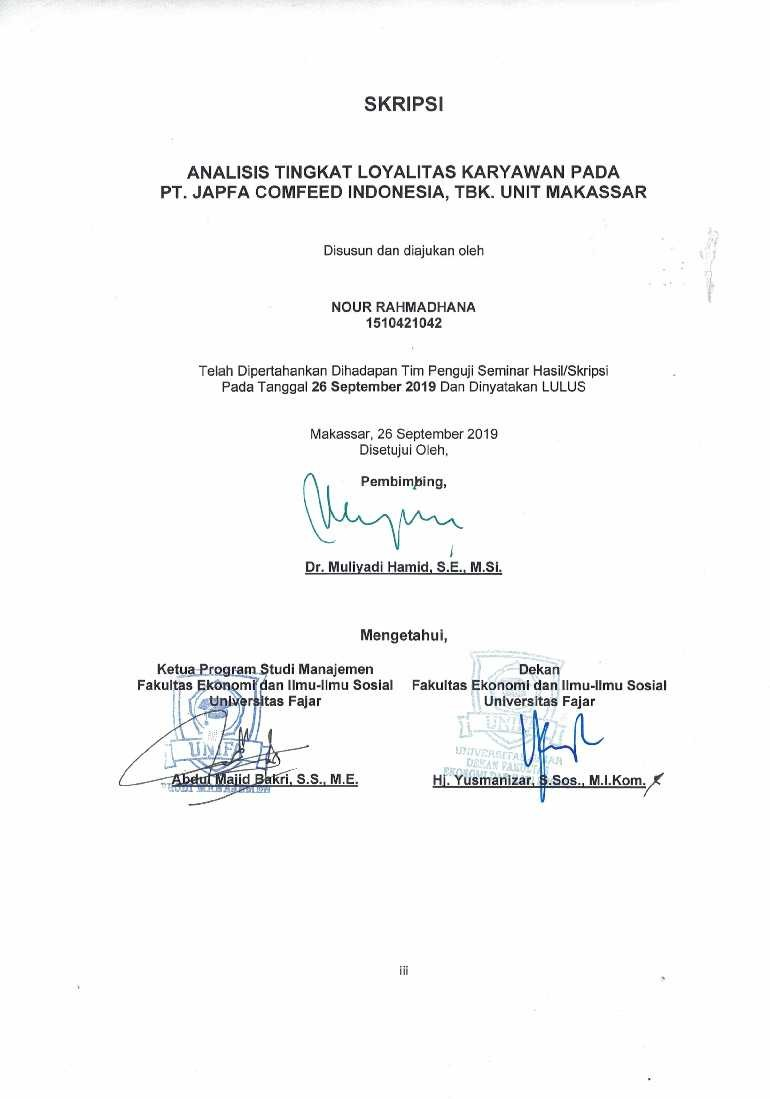 SKRIPSI
ANALISIS TINGKAT LOYALITAS KARYAWAN PADA
PT. JAPFA COMFEED INDONESIA, TBK. UNIT MAKASSAR
Disusun dan diajukan oleh
NOUR RAHMADHANA
1510421042
Telah Dipertahankan Dihadapan Tim Penguji Seminar Hasil/Skripsi
Pada Tanggal 26 September 2019 Dan Dinyatakan LULUS
Makassar, 26 September 2019
Disetujui Oleh,
Pembimbing,
Dr. Muliyadi Hamid, S.E., M.Si.
Mengetahui,
Ketua Program Studi Manajemen
Fakultas Ekonomi dan Ilmu-Ilmu Sosial
Universitas Fajar
UNIFA
Abdul Majid Bakri, S.S., M.E.
Dekan
Fakultas Ekonomi dan Ilmu-Ilmu Sosial
Universitas Fajar
Hj. Yusmanizar, S.Sos., M.I.Kom.
iii